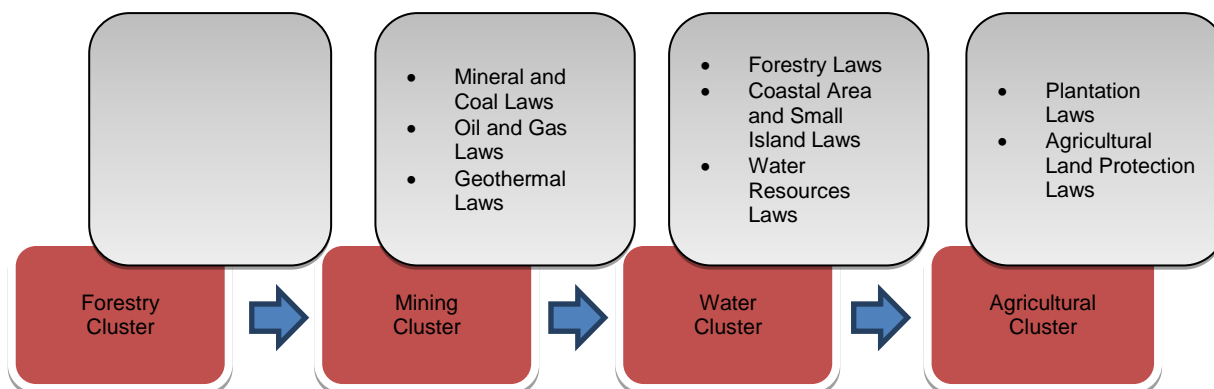 • Mineral and
Coal Laws
• Oil and Gas
Laws
• Geothermal
Laws
• Forestry Laws
• Coastal Area
and Small
Island Laws
• Water
Resources
Laws
• Plantation
Laws
• Agricultural
Land Protection
Laws
Forestry
Cluster
Mining
Cluster
Water
Cluster
Agricultural
Cluster